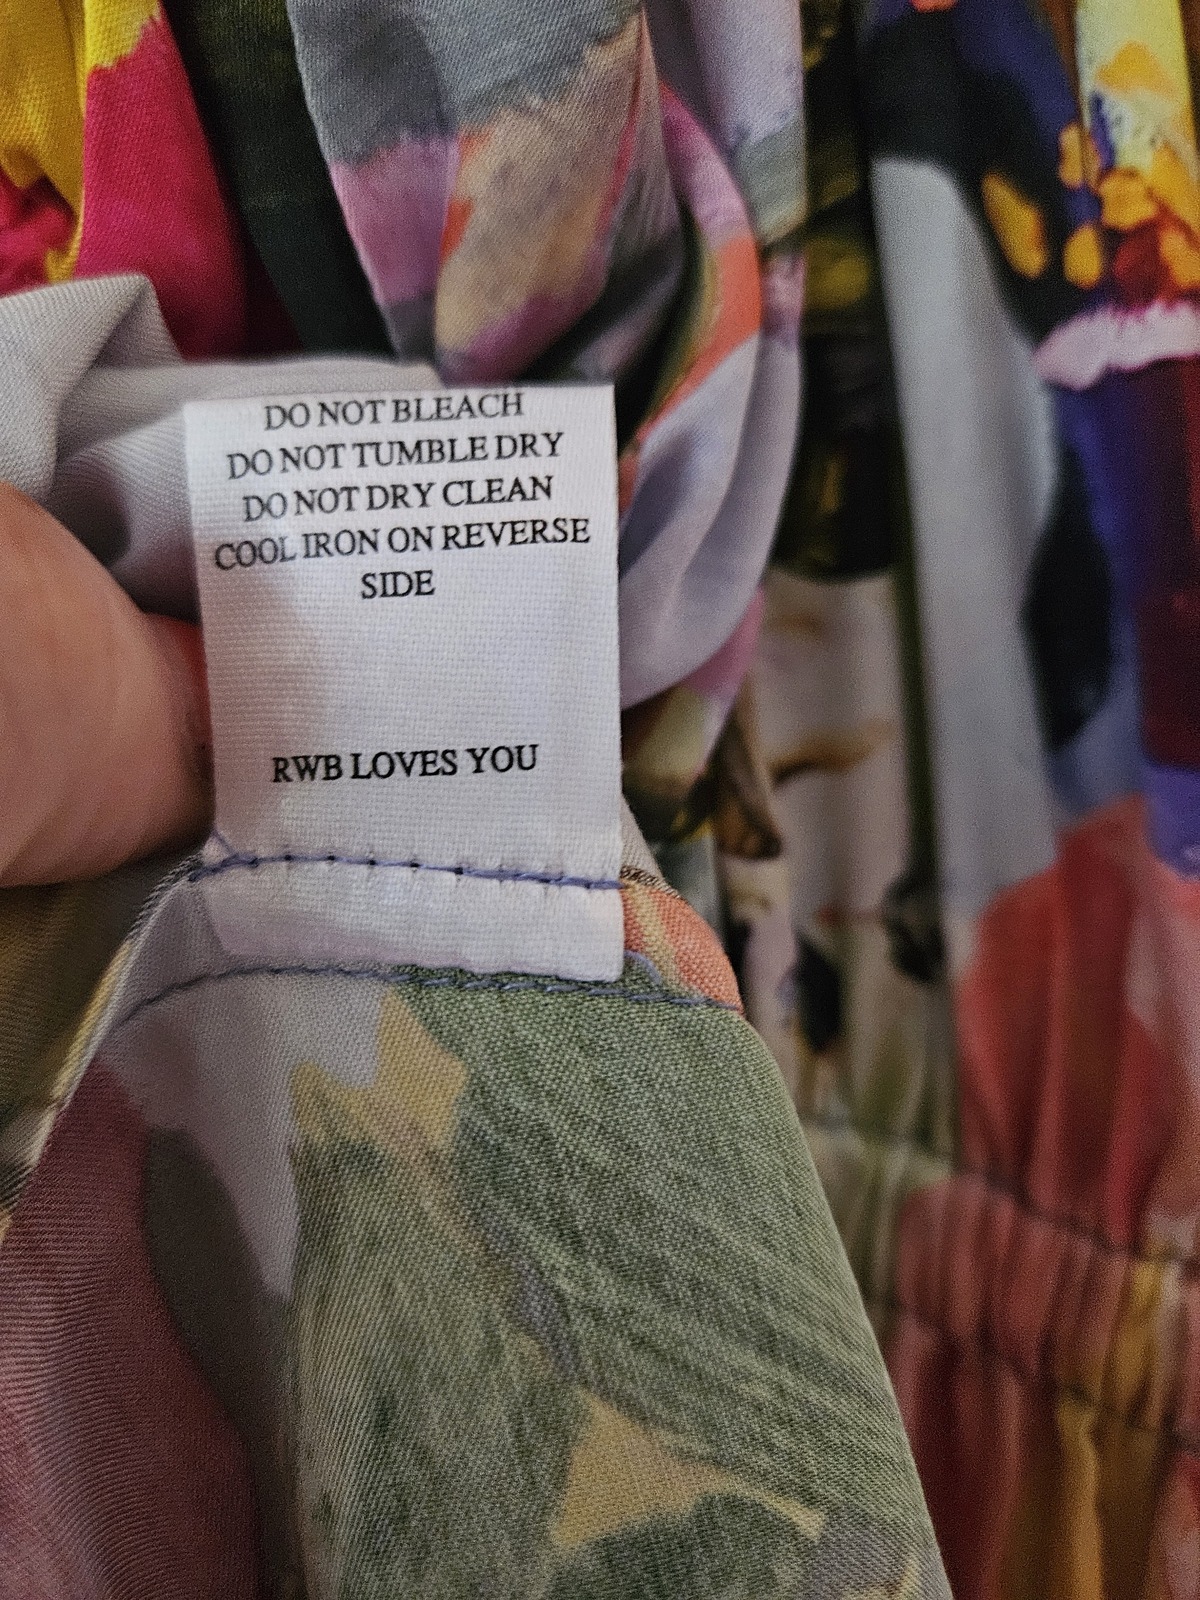 DO NOT BLEACH
DO NOT TUMBLE DRY
DO NOT DRY CLEAN
COOL IRON ON REVERSE
SIDE
RWB LOVES YOU